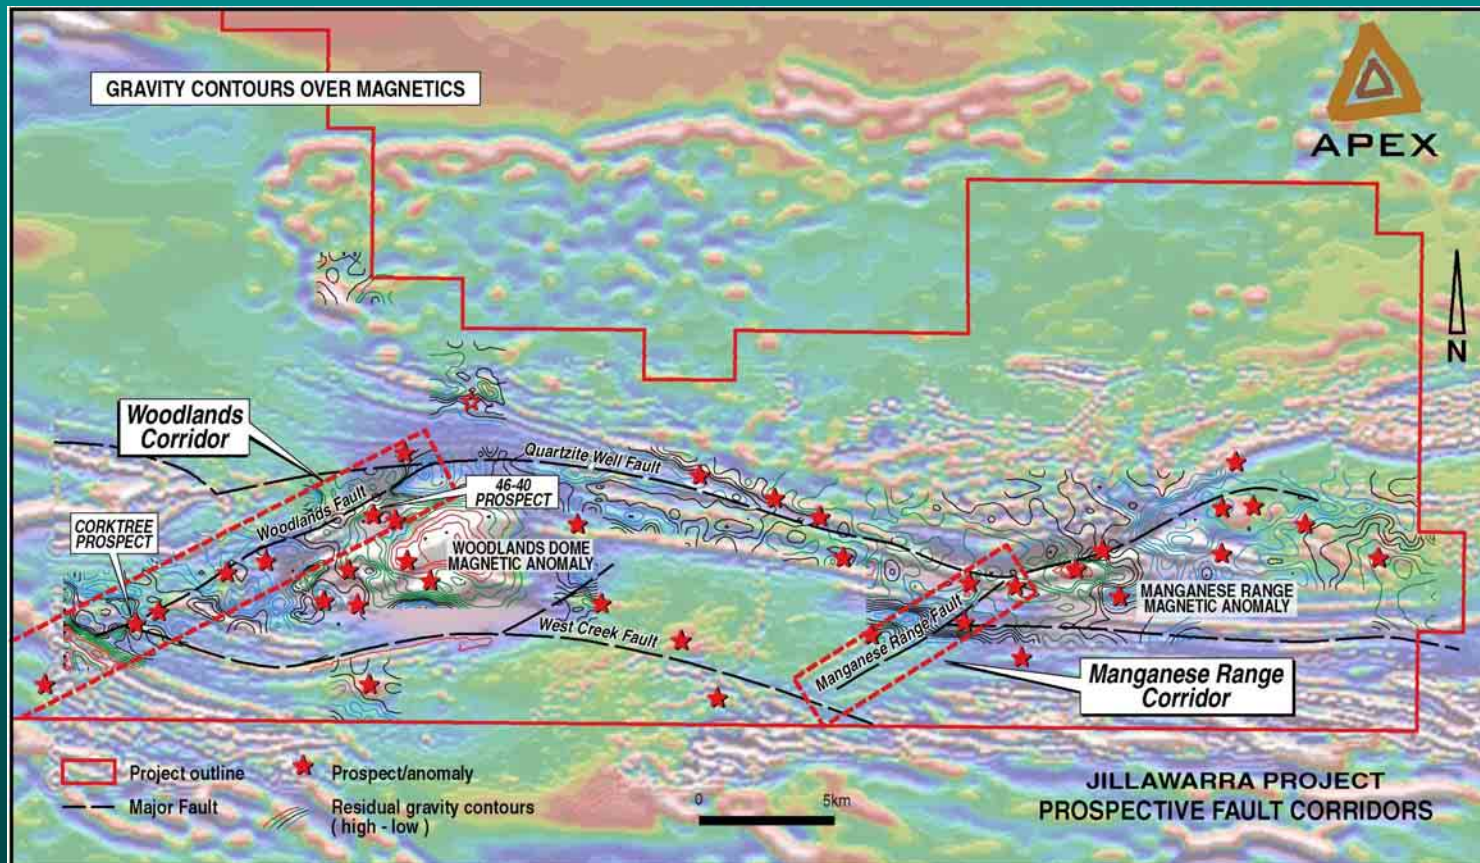 GRAVITY CONTOURS OVER MAGNETICS
APEX
N
Woodlands
Corridor
Quartzite Well Fault
46-40
PROSPECT
Woodlands Fault
CORKTREE
PROSPECT
WOODLANDS DOME
MAGNETIC ANOMALY
MANGANESE RANGE
MAGNETIC ANOMALY
West Creek Fault
Manganese Range Fault
Manganese Range
Corridor
Project outline
Prospect/anomaly
Major Fault
Residual gravity contours
( high - low )
0 5km
JILLAWARRA PROJECT
PROSPECTIVE FAULT CORRIDORS